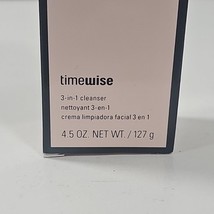 timewise
3-in-1 cleanser
nettoyant 3-en-1
crema limpiadora facial 3 en 1
4.5 OZ. NET WT. / 127 g